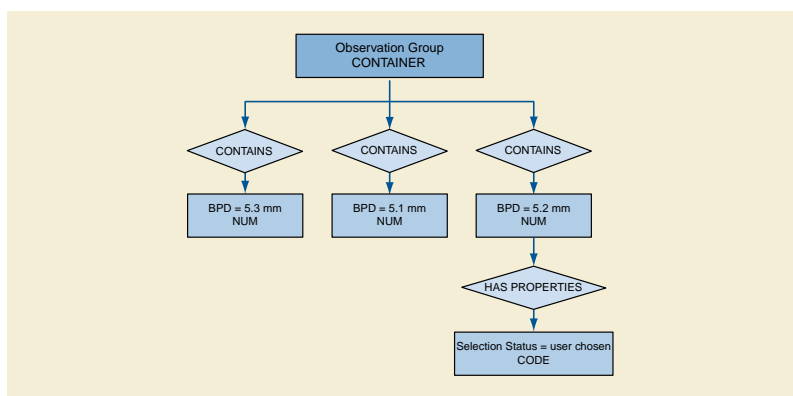 Observation Group
CONTAINER
CONTAINS
CONTAINS
CONTAINS
BPD = 5.3 mm
NUM
BPD = 5.1 mm
NUM
BPD = 5.2 mm
NUM
HAS PROPERTIES
Selection Status = user chosen
CODE